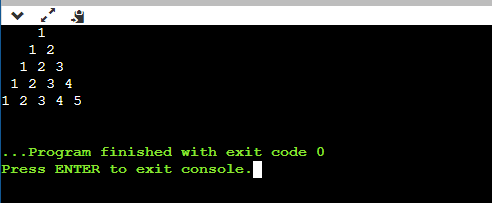 1
   1 2
  1 2 3
 1 2 3 4
1 2 3 4 5
...Program finished with exit code 0
Press ENTER to exit console.